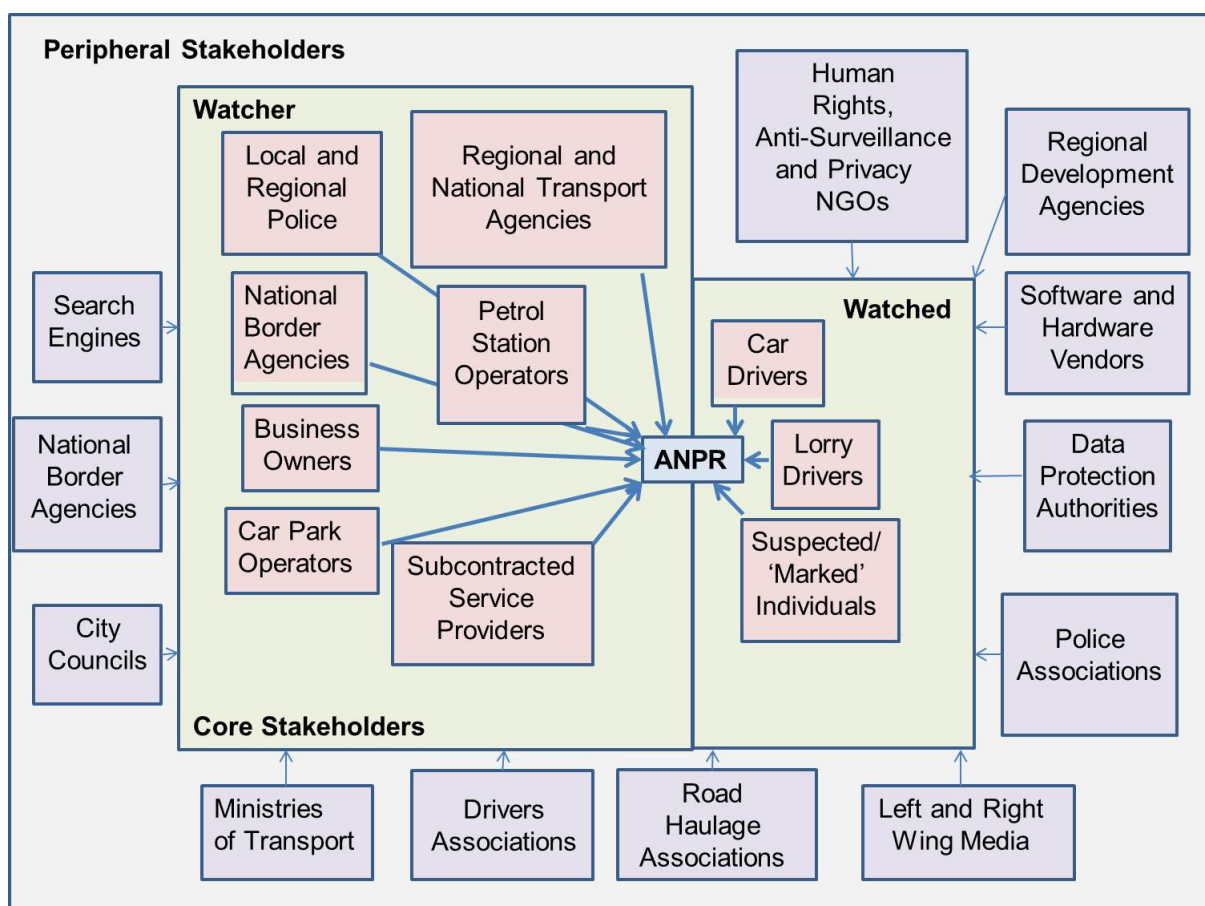 Peripheral Stakeholders
Watcher
Local and
Regional
Police
Regional and
National Transport
Agencies
Human
Rights,
Anti-Surveillance
and Privacy
NGOs
Regional
Development
Agencies
Search
Engines
National
Border
Agencies
Petrol
Station
Operators
Watched
Car
Drivers
Software and
Hardware
Vendors
National
Border
Agencies
Business
Owners
ANPR
Lorry
Drivers
Data
Protection
Authorities
Car Park
Operators
Subcontracted
Service
Providers
Suspected/
‘Marked’
Individuals
City
Councils
Police
Associations
Core Stakeholders
Ministries
of Transport
Drivers
Associations
Road
Haulage
Associations
Left and Right
Wing Media